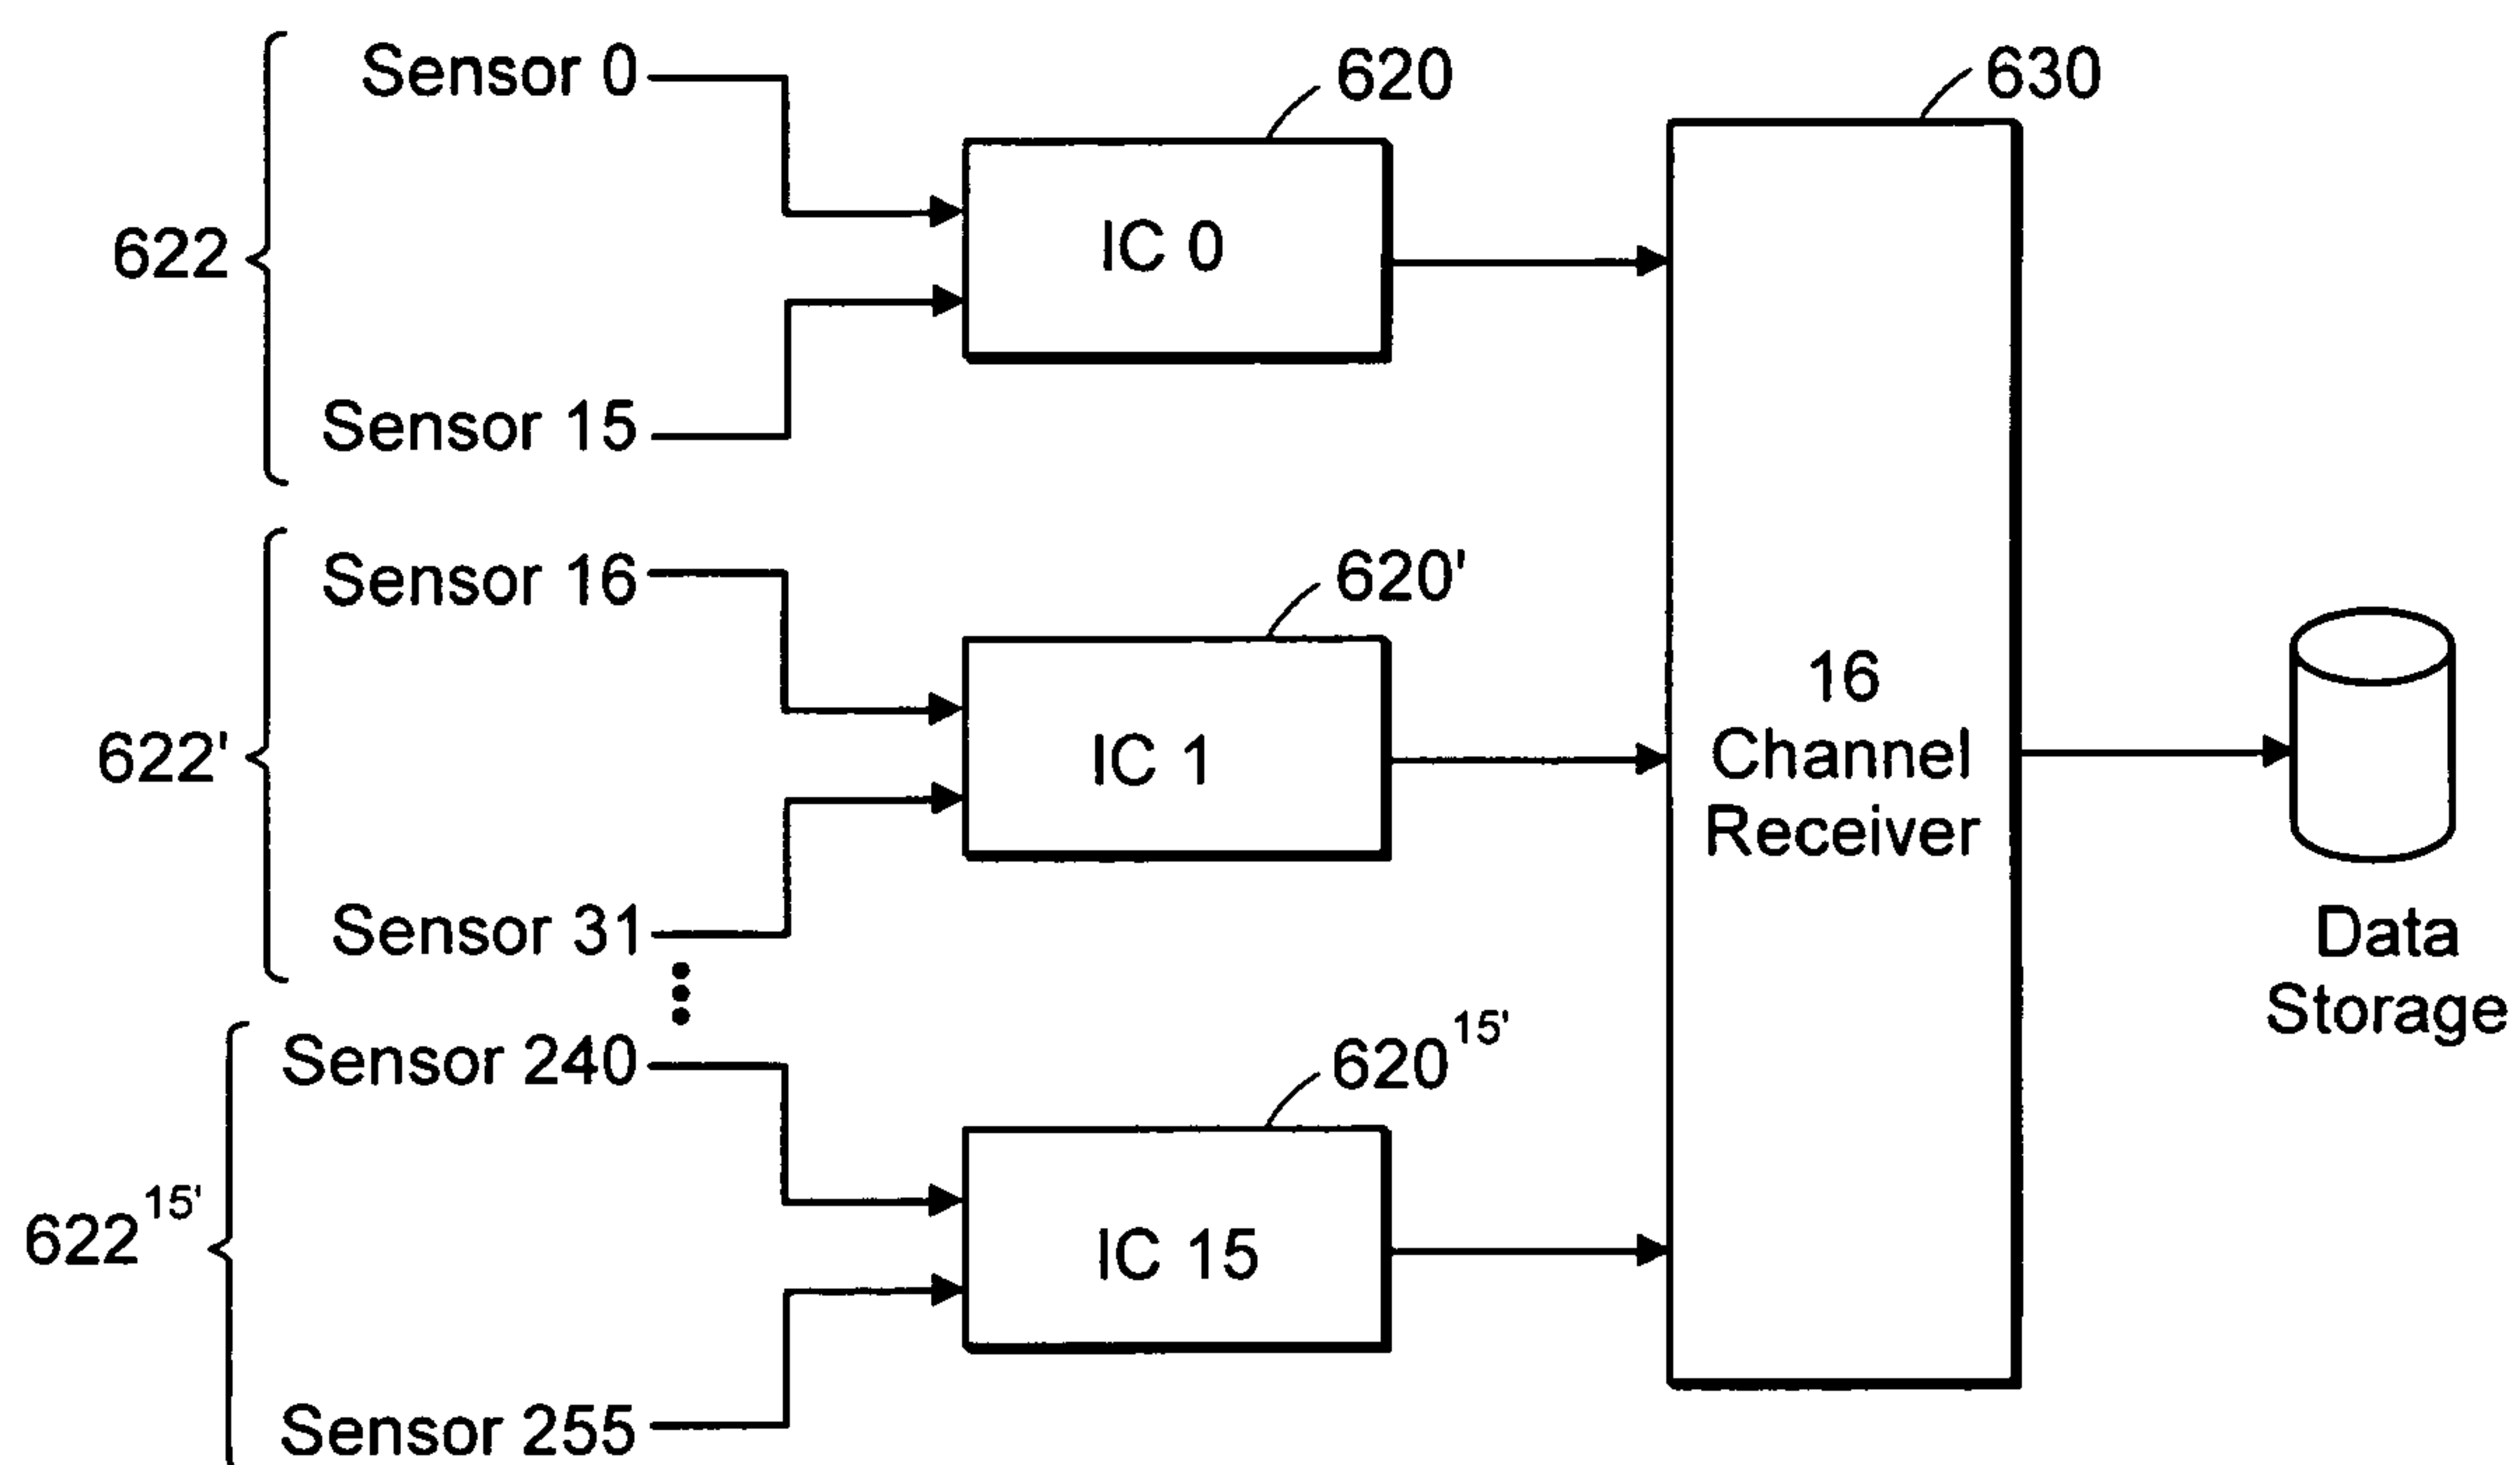 Sensor 0
620
630
622
IC 0
Sensor 15
Sensor 16
620'
622'
IC 1
16
Channel
Receiver
Sensor 31
Data
Storage
Sensor 240
620 15'
622 15'
IC 15
Sensor 255